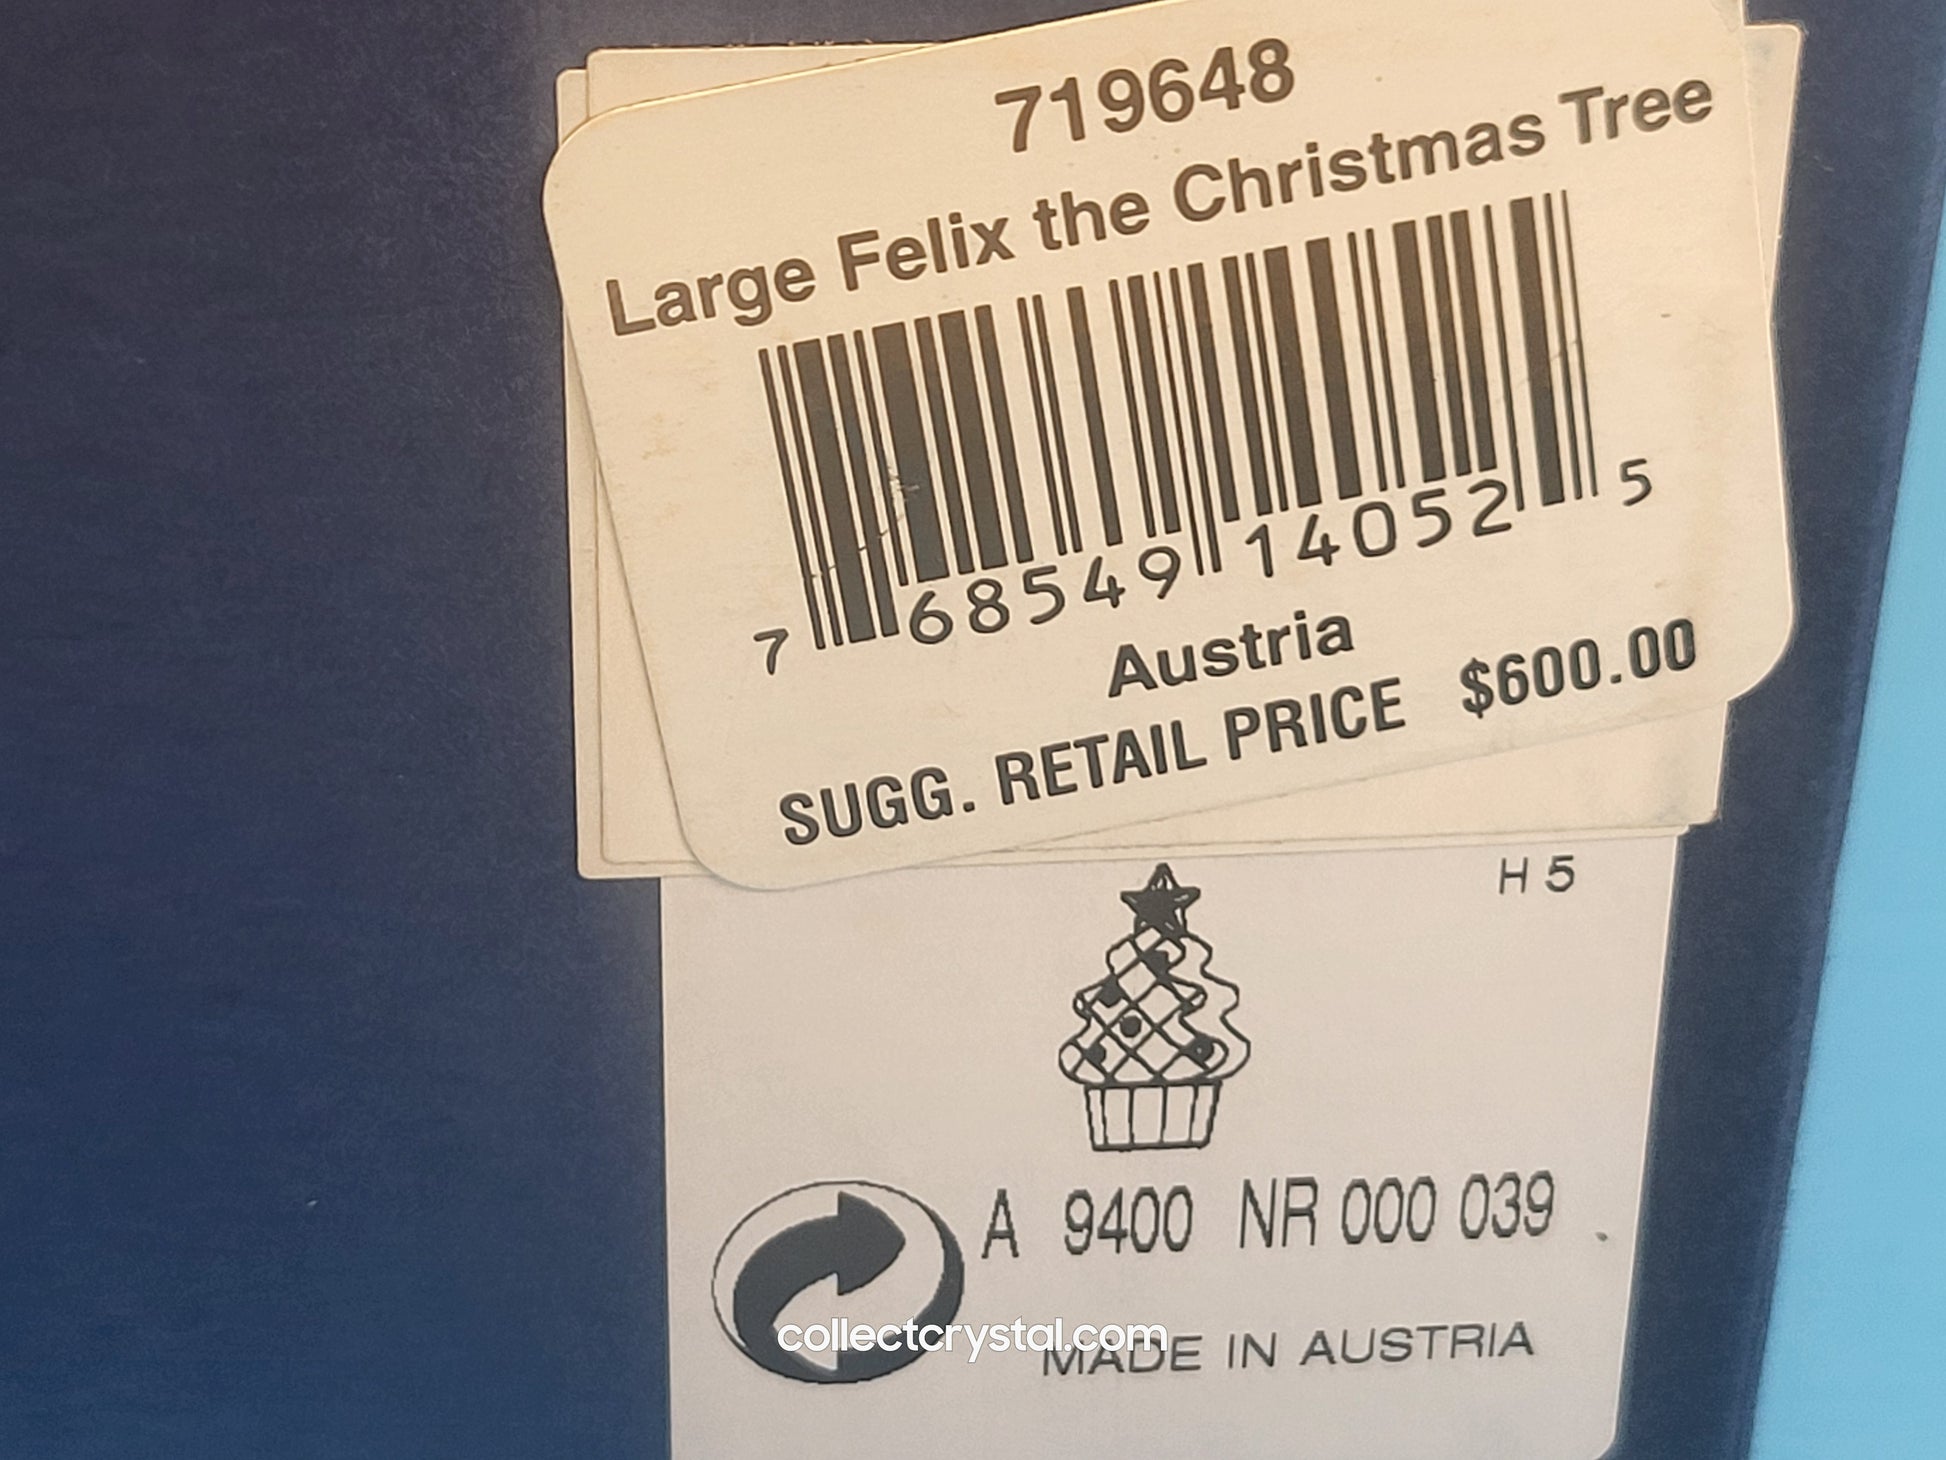 719648
Large Felix the Christmas Tree
7 68549 14052 5
Austria
SUGG. RETAIL PRICE $600.00
H 5
A 9400 NR 000 039
collectcrystal.com
MADE IN AUSTRIA